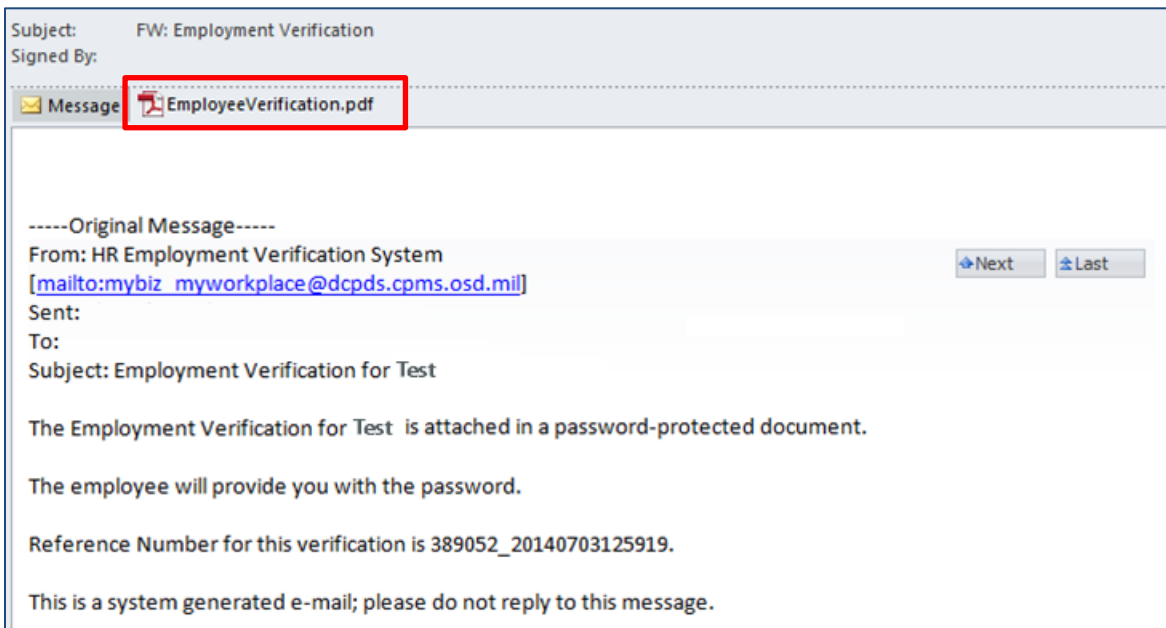 Subject: FW: Employment Verification
Signed By:
Message EmployeeVerification.pdf
-----Original Message-----
From: HR Employment Verification System
Next Last
[mailto:mybiz_myworkplace@dcpds.cpms.osd.mil]
Sent:
To:
Subject: Employment Verification for Test
The Employment Verification for Test is attached in a password-protected document.
The employee will provide you with the password.
Reference Number for this verification is 389052_20140703125919.
This is a system generated e-mail; please do not reply to this message.